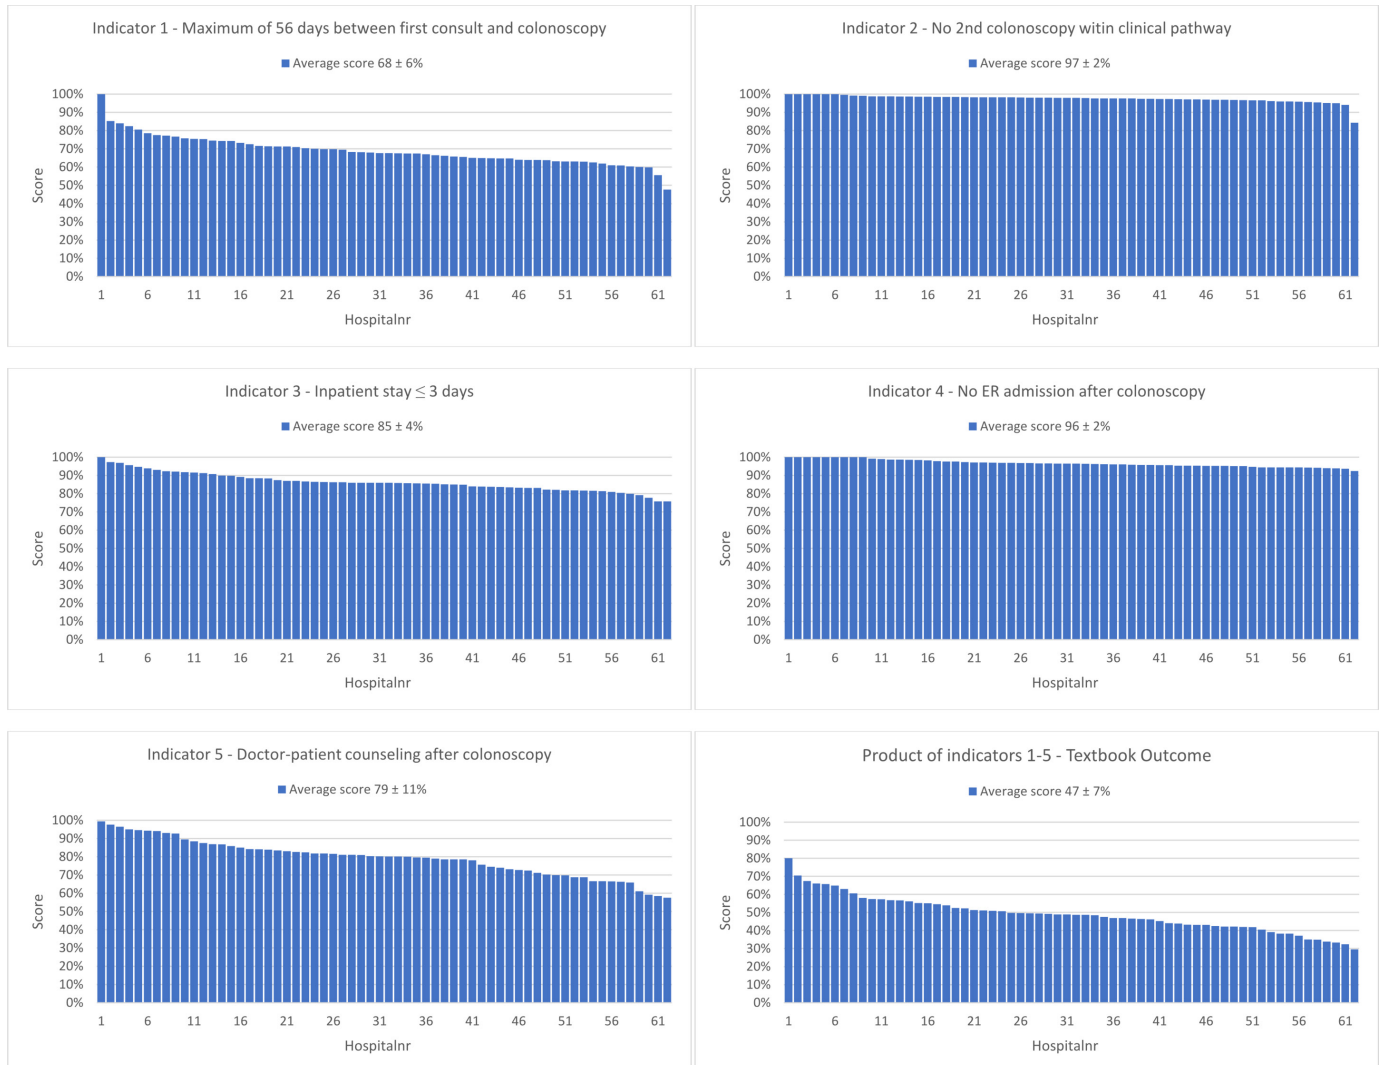 Indicator 1 - Maximum of 56 days between first consult and colonoscopy
Average score 68 ± 6%
100%
90%
80%
70%
60%
50%
40%
30%
20%
10%
0%
Score
1 6 11 16 21 26 31 36 41 46 51 56 61
Hospitalnr
Indicator 2 - No 2nd colonoscopy witin clinical pathway
Average score 97 ± 2%
100%
90%
80%
70%
60%
50%
40%
30%
20%
10%
0%
Score
1 6 11 16 21 26 31 36 41 46 51 56 61
Hospitalnr
Indicator 3 - Inpatient stay ≤ 3 days
Average score 85 ± 4%
100%
90%
80%
70%
60%
50%
40%
30%
20%
10%
0%
Score
1 6 11 16 21 26 31 36 41 46 51 56 61
Hospitalnr
Indicator 4 - No ER admission after colonoscopy
Average score 96 ± 2%
100%
90%
80%
70%
60%
50%
40%
30%
20%
10%
0%
Score
1 6 11 16 21 26 31 36 41 46 51 56 61
Hospitalnr
Indicator 5 - Doctor-patient counseling after colonoscopy
Average score 79 ± 11%
100%
90%
80%
70%
60%
50%
40%
30%
20%
10%
0%
Score
1 6 11 16 21 26 31 36 41 46 51 56 61
Hospitalnr
Product of indicators 1-5 - Textbook Outcome
Average score 47 ± 7%
100%
90%
80%
70%
60%
50%
40%
30%
20%
10%
0%
Score
1 6 11 16 21 26 31 36 41 46 51 56 61
Hospitalnr